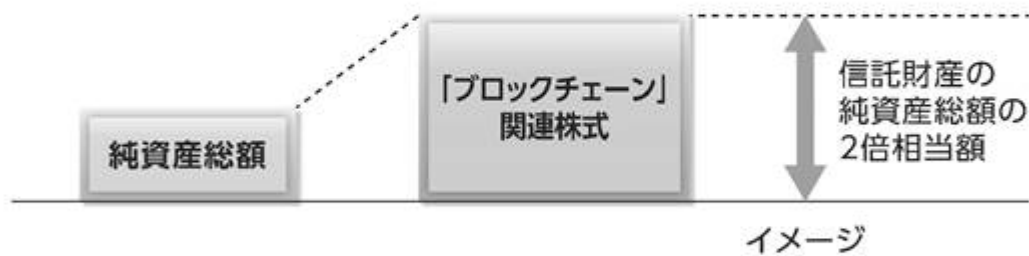 純資産総額
「ブロックチェーン」
関連株式
信託財産の
純資産総額の
2倍相当額
イメージ